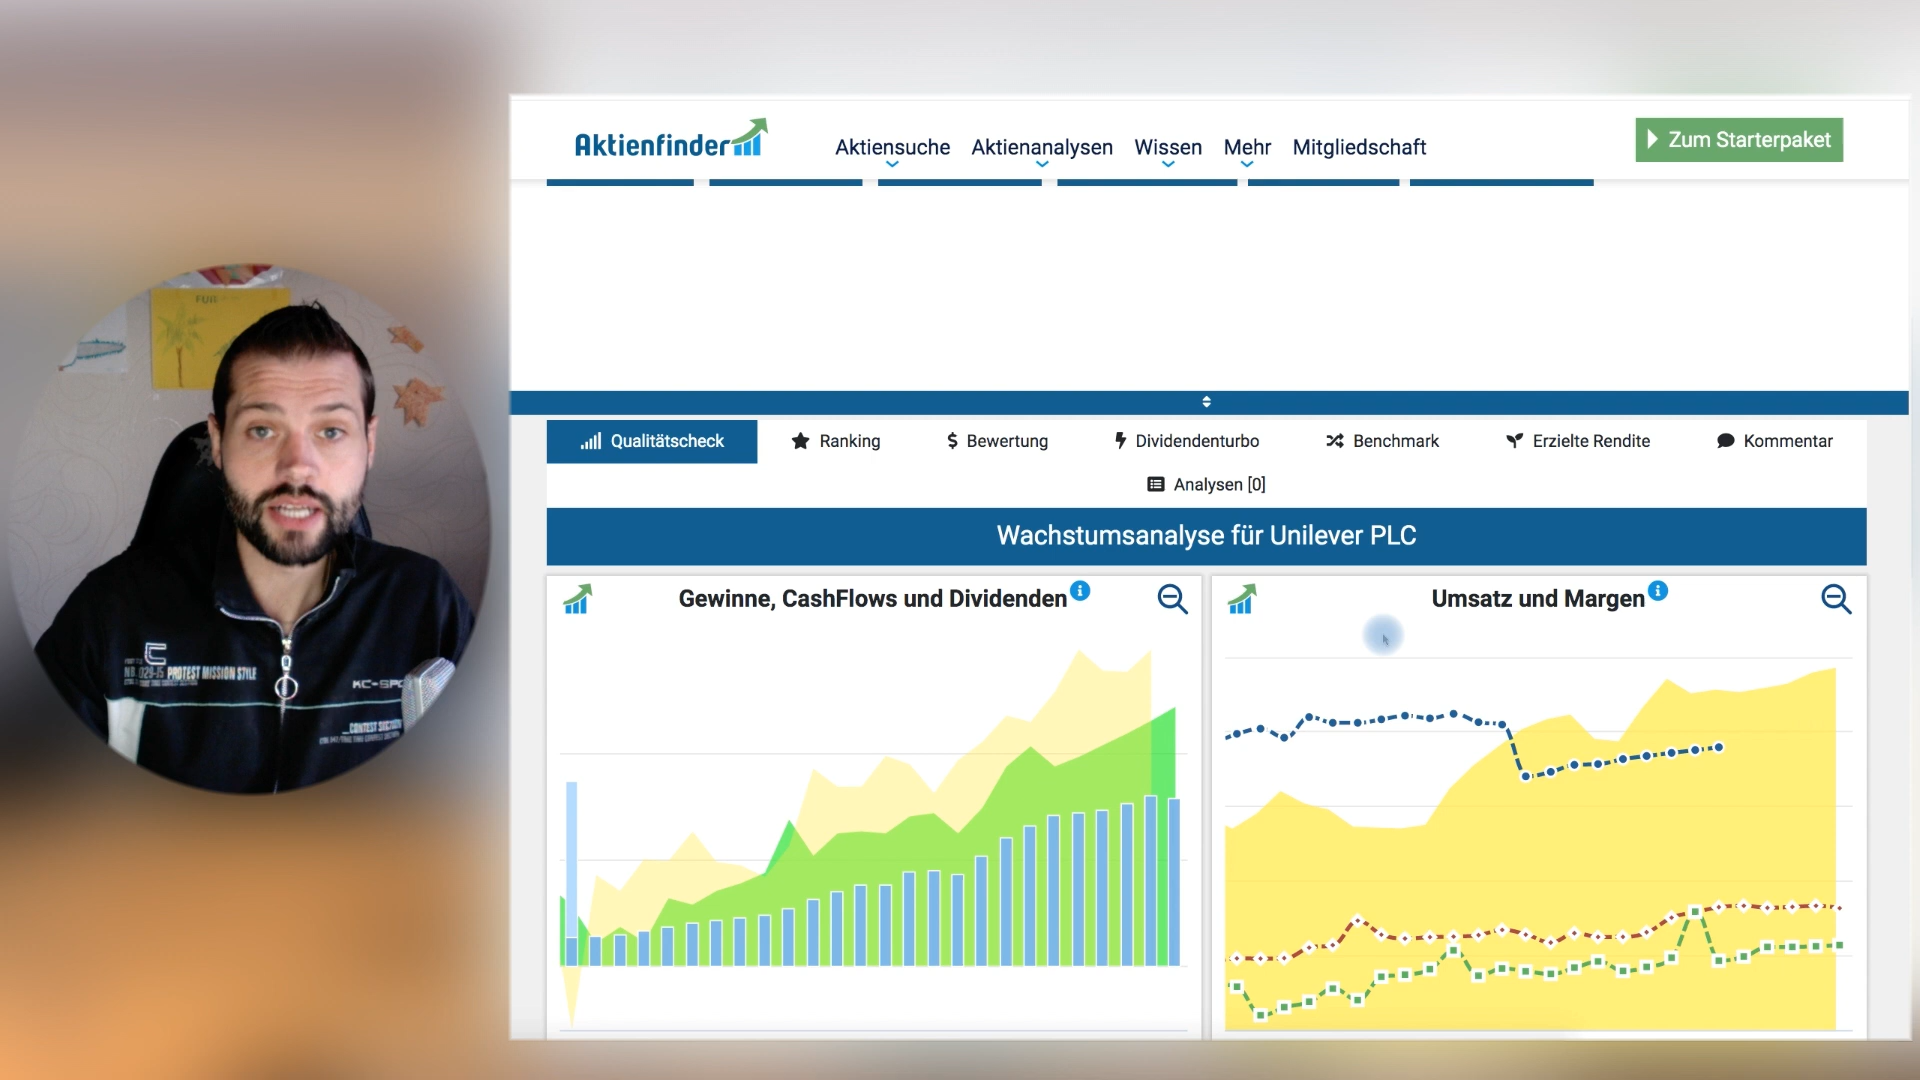 Aktienfinder
Aktiensuche Aktienanalysen Wissen Mehr Mitgliedschaft
Zum Starterpaket
Qualitätscheck Ranking Bewertung Dividendenturbo Benchmark Erzielte Rendite Kommentar
Analysen [0]
Wachstumsanalyse für Unilever PLC
Gewinne, CashFlows und Dividenden
Umsatz und Margen
PROTEST MISSION STYLE